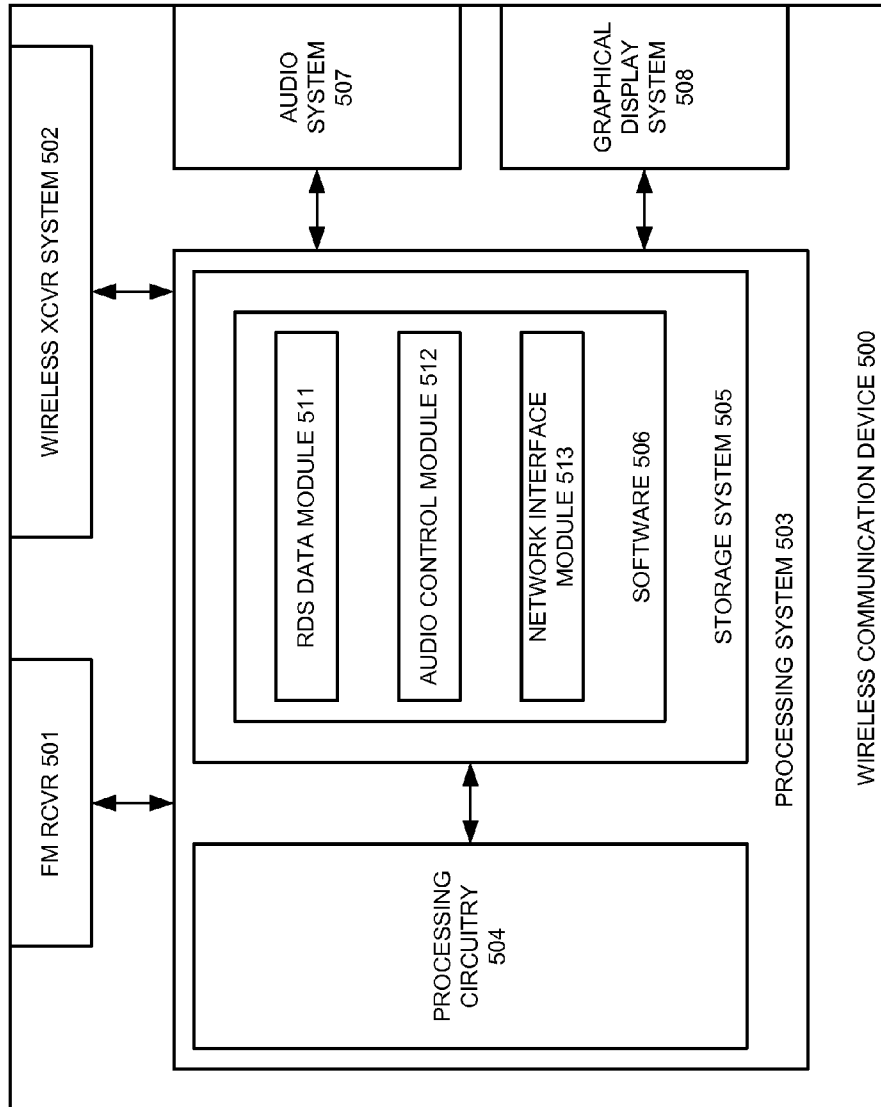 FM RCVR 501
WIRELESS XCVR SYSTEM 502
PROCESSING
CIRCUITRY
504
RDS DATA MODULE 511
AUDIO CONTROL MODULE 512
NETWORK INTERFACE
MODULE 513
SOFTWARE 506
STORAGE SYSTEM 505
PROCESSING SYSTEM 503
AUDIO
SYSTEM
507
GRAPHICAL
DISPLAY
SYSTEM
508
WIRELESS COMMUNICATION DEVICE 500